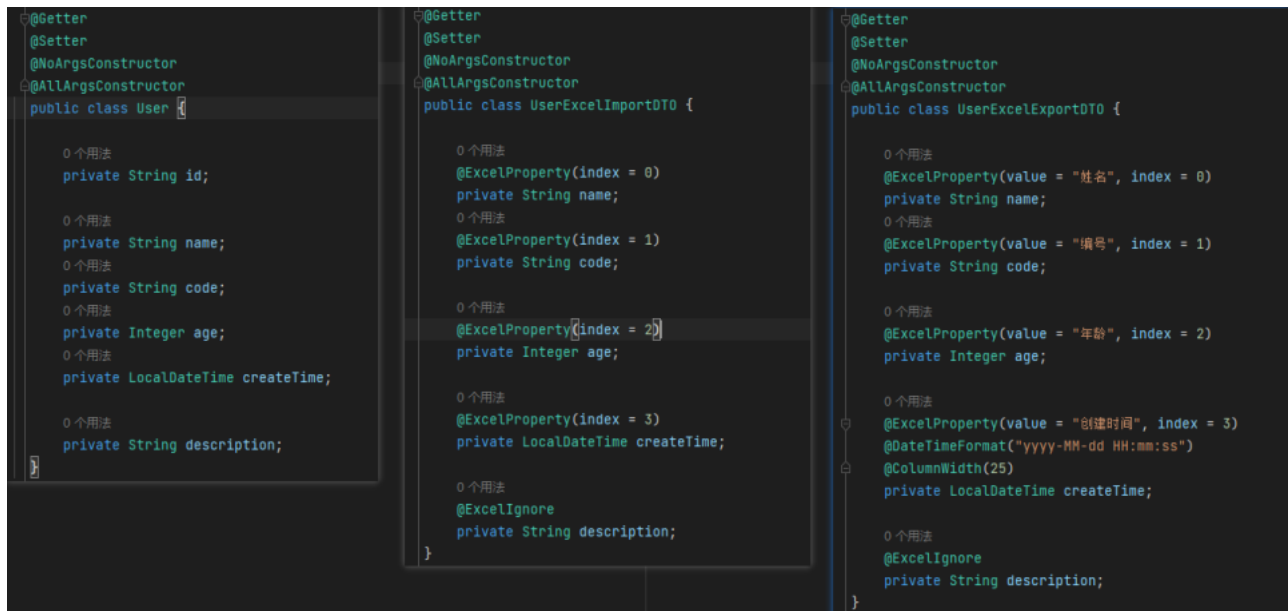 @Getter
@Setter
@NoArgsConstructor
@AllArgsConstructor
public class User {
0 个用法
private String id;
0 个用法
private String name;
0 个用法
private String code;
0 个用法
private Integer age;
0 个用法
private LocalDateTime createTime;
0 个用法
private String description;
}
@Getter
@Setter
@NoArgsConstructor
@AllArgsConstructor
public class UserExcelImportDTO {
0 个用法
@ExcelProperty(index = 0)
private String name;
0 个用法
@ExcelProperty(index = 1)
private String code;
0 个用法
@ExcelProperty(index = 2)
private Integer age;
0 个用法
@ExcelProperty(index = 3)
private LocalDateTime createTime;
0 个用法
@ExcelIgnore
private String description;
}
@Getter
@Setter
@NoArgsConstructor
@AllArgsConstructor
public class UserExcelExportDTO {
0 个用法
@ExcelProperty(value = "姓名", index = 0)
private String name;
0 个用法
@ExcelProperty(value = "编号", index = 1)
private String code;
0 个用法
@ExcelProperty(value = "年龄", index = 2)
private Integer age;
0 个用法
@ExcelProperty(value = "创建时间", index = 3)
@DateTimeFormat("yyyy-MM-dd HH:mm:ss")
@ColumnWidth(25)
private LocalDateTime createTime;
0 个用法
@ExcelIgnore
private String description;
}